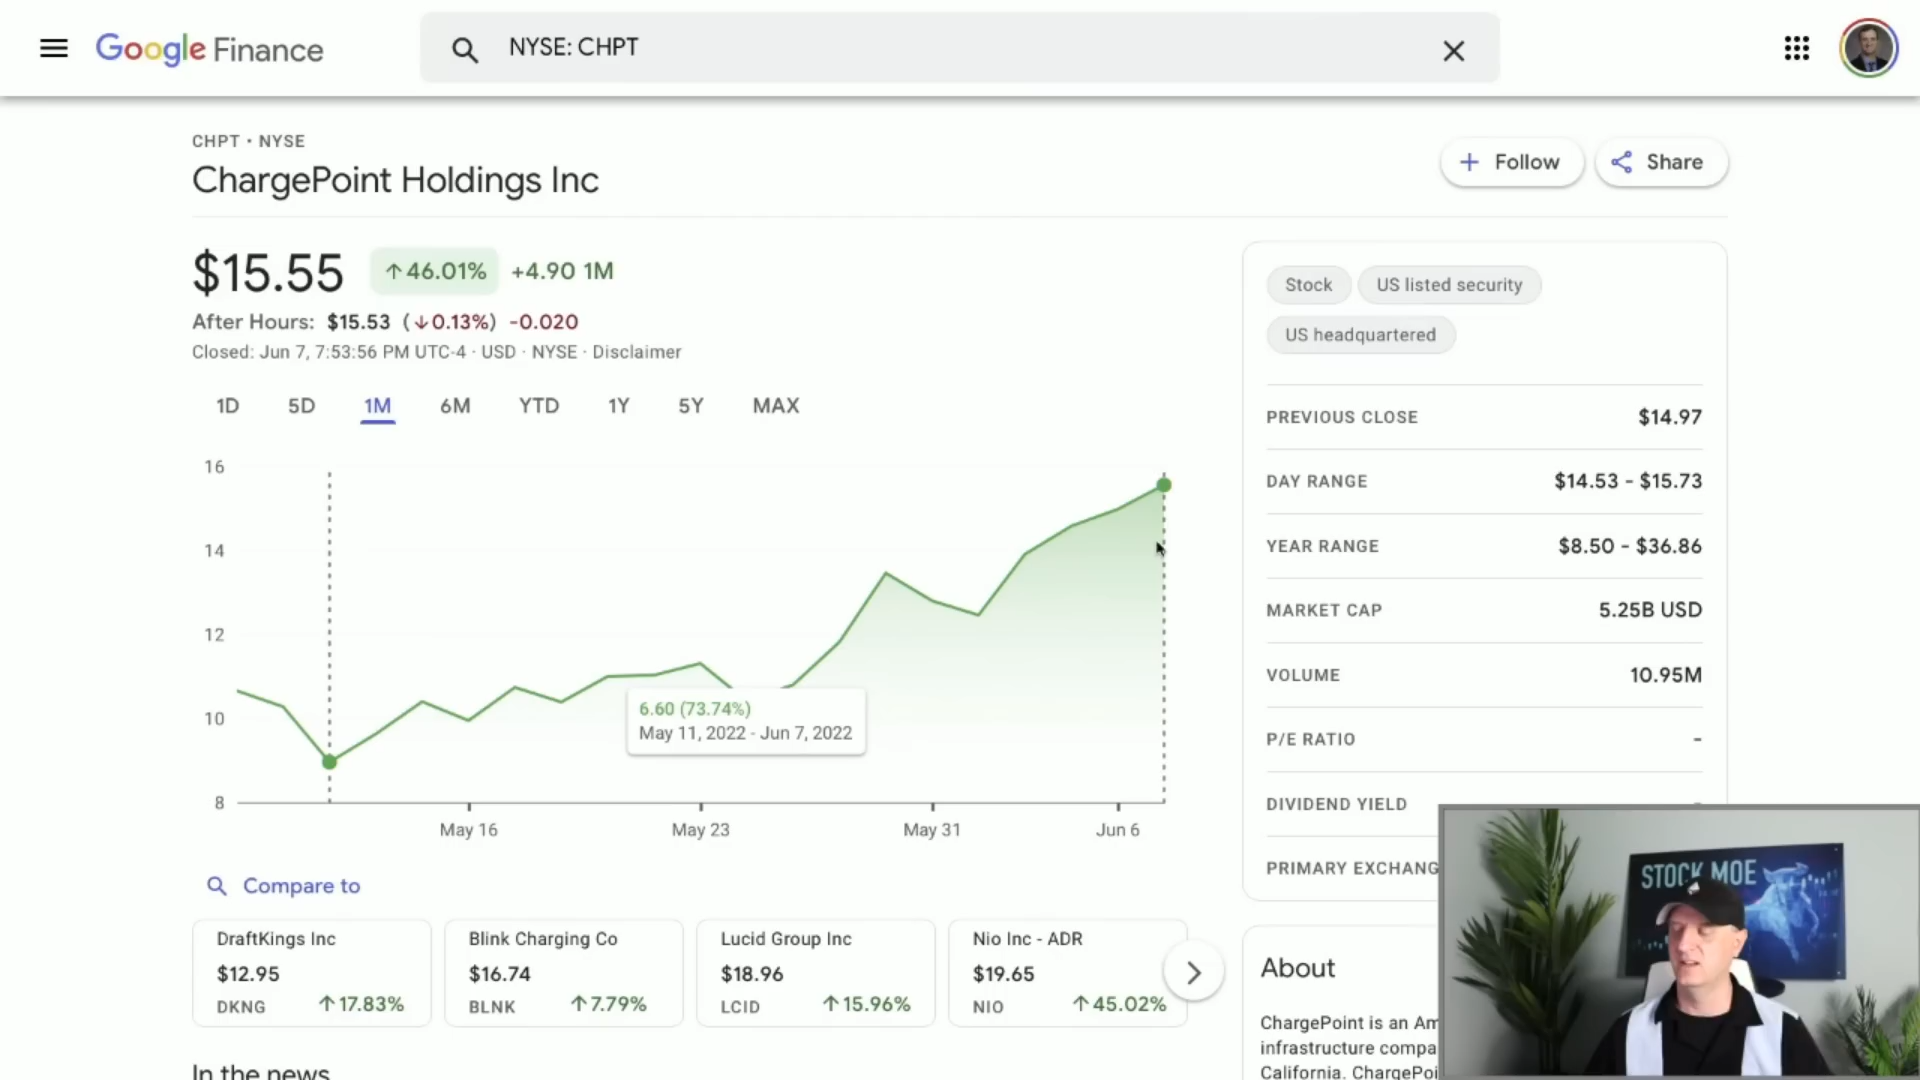 Google Finance
NYSE: CHPT
CHPT • NYSE
ChargePoint Holdings Inc
Follow
Share
$15.55 ↑46.01% +4.90 1M
After Hours: $15.53 (↓0.13%) -0.020
Closed: Jun 7, 7:53:56 PM UTC-4 · USD · NYSE · Disclaimer
1D 5D 1M 6M YTD 1Y 5Y MAX
16
14
12
10
8
6.60 (73.74%)
May 11, 2022 - Jun 7, 2022
May 16 May 23 May 31 Jun 6
Stock US listed security
US headquartered
PREVIOUS CLOSE $14.97
DAY RANGE $14.53 - $15.73
YEAR RANGE $8.50 - $36.86
MARKET CAP 5.25B USD
VOLUME 10.95M
P/E RATIO -
DIVIDEND YIELD -
PRIMARY EXCHANG
Compare to
DraftKings Inc
$12.95
DKNG ↑17.83%
Blink Charging Co
$16.74
BLNK ↑7.79%
Lucid Group Inc
$18.96
LCID ↑15.96%
Nio Inc - ADR
$19.65
NIO ↑45.02%
About
ChargePoint is an Am
infrastructure compa
California. ChargePoi
In the news
STOCK MOE